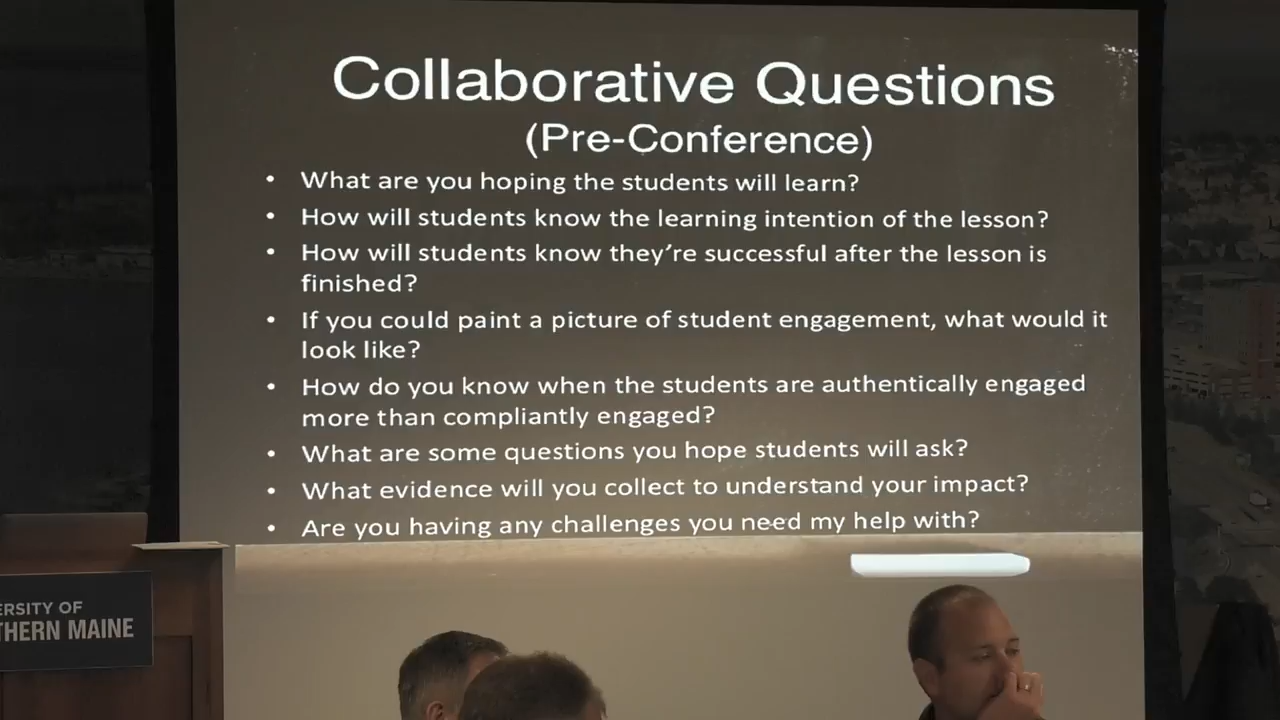 Collaborative Questions
(Pre-Conference)
• What are you hoping the students will learn?
• How will students know the learning intention of the lesson?
• How will students know they're successful after the lesson is
finished?
• If you could paint a picture of student engagement, what would it
look like?
• How do you know when the students are authentically engaged
more than compliantly engaged?
• What are some questions you hope students will ask?
• What evidence will you collect to understand your impact?
• Are you having any challenges you need my help with?
ERSITY OF
THERN MAINE